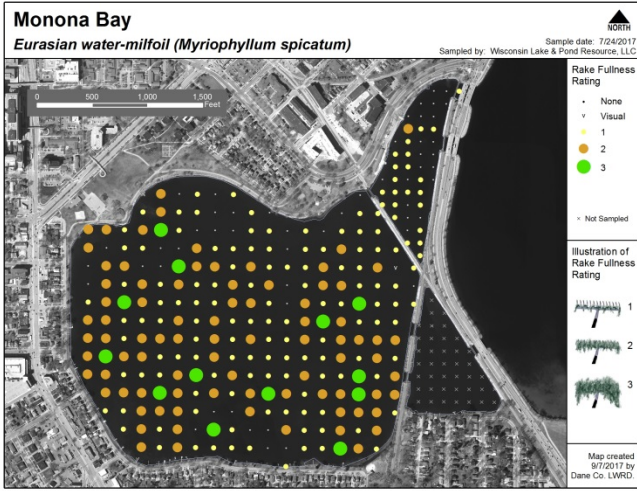 Monona Bay
Eurasian water-milfoil (Myriophyllum spicatum)
NORTH
Sample date: 7/24/2017
Sampled by: Wisconsin Lake & Pond Resource, LLC
0 500 1,000 1,500
Feet
Rake Fullness
Rating
None
v Visual
1
2
3
× Not Sampled
Illustration of
Rake Fullness
Rating
1
2
3
Map created
9/7/2017 by
Dane Co. LWRD.